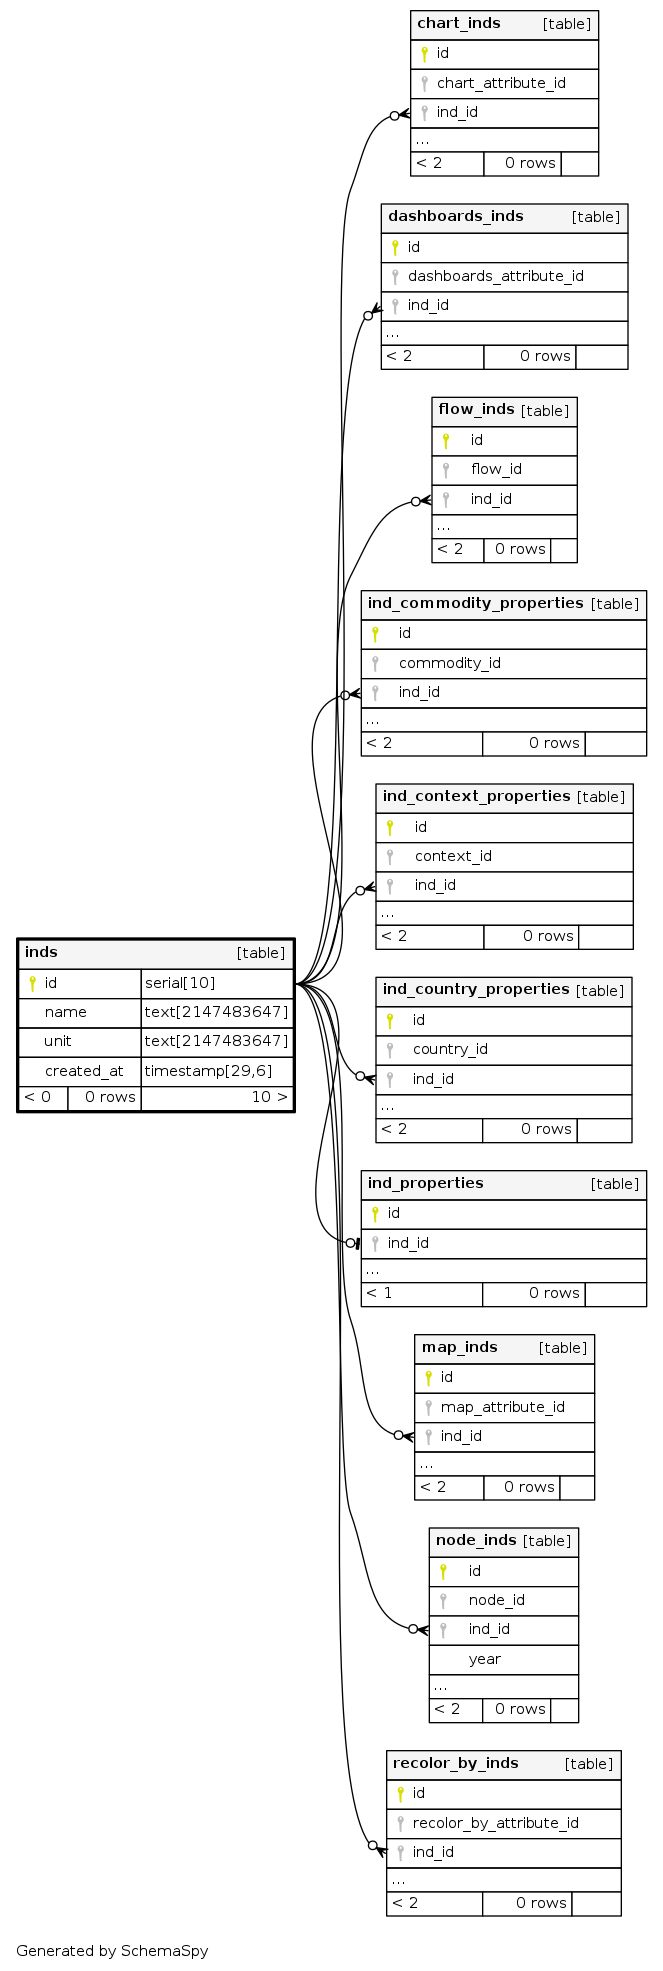 chart_inds [table]
id
chart_attribute_id
ind_id
...
< 2 0 rows
dashboards_inds [table]
id
dashboards_attribute_id
ind_id
...
< 2 0 rows
flow_inds [table]
id
flow_id
ind_id
...
< 2 0 rows
ind_commodity_properties [table]
id
commodity_id
ind_id
...
< 2 0 rows
ind_context_properties [table]
id
context_id
ind_id
...
< 2 0 rows
inds [table]
id serial[10]
name text[2147483647]
unit text[2147483647]
created_at timestamp[29,6]
< 0 0 rows 10 >
ind_country_properties [table]
id
country_id
ind_id
...
< 2 0 rows
ind_properties [table]
id
ind_id
...
< 1 0 rows
map_inds [table]
id
map_attribute_id
ind_id
...
< 2 0 rows
node_inds [table]
id
node_id
ind_id
year
...
< 2 0 rows
recolor_by_inds [table]
id
recolor_by_attribute_id
ind_id
...
< 2 0 rows
Generated by SchemaSpy